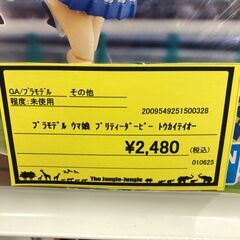 GA/プラモデル その他
程度:未使用
2009549251500328
プラモデル ウマ娘 プリティーダービー トウカイテイオー
¥2,480 (税込)
010625
The Jungle-Jungle